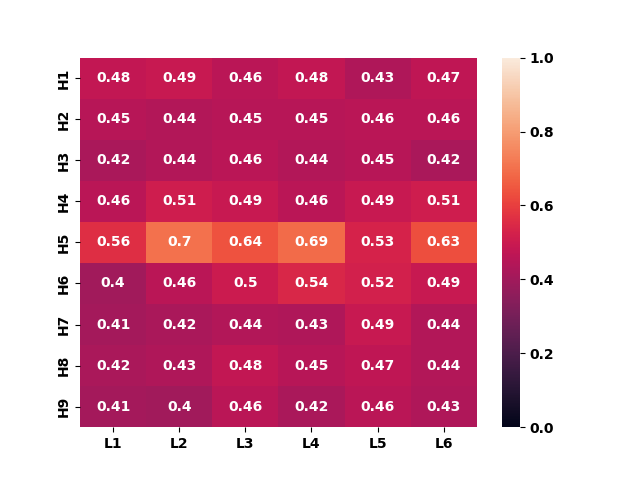 H1 0.48 0.49 0.46 0.48 0.43 0.47
H2 0.45 0.44 0.45 0.45 0.46 0.46
H3 0.42 0.44 0.46 0.44 0.45 0.42
H4 0.46 0.51 0.49 0.46 0.49 0.51
H5 0.56 0.7 0.64 0.69 0.53 0.63
H6 0.4 0.46 0.5 0.54 0.52 0.49
H7 0.41 0.42 0.44 0.43 0.49 0.44
H8 0.42 0.43 0.48 0.45 0.47 0.44
H9 0.41 0.4 0.46 0.42 0.46 0.43
L1 L2 L3 L4 L5 L6
1.0
0.8
0.6
0.4
0.2
0.0